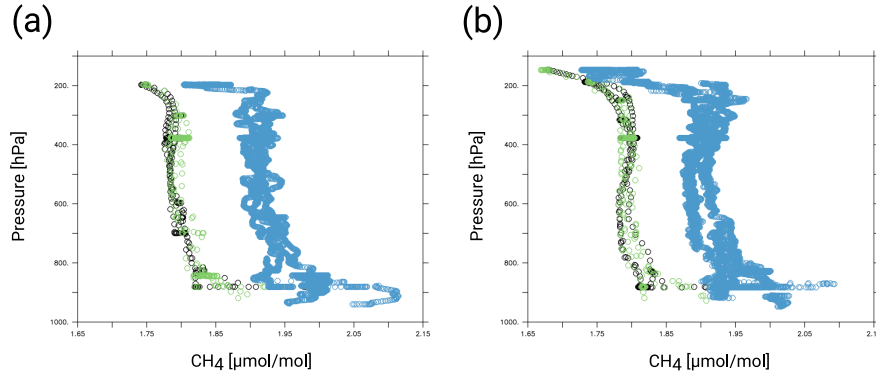 (a)
(b)
Pressure [hPa]
200.
400.
600.
800.
1000.
1.65 1.75 1.85 1.95 2.05 2.15
CH4 [µmol/mol]
Pressure [hPa]
200.
400.
600.
800.
1000.
1.65 1.75 1.85 1.95 2.05 2.1
CH4 [µmol/mol]